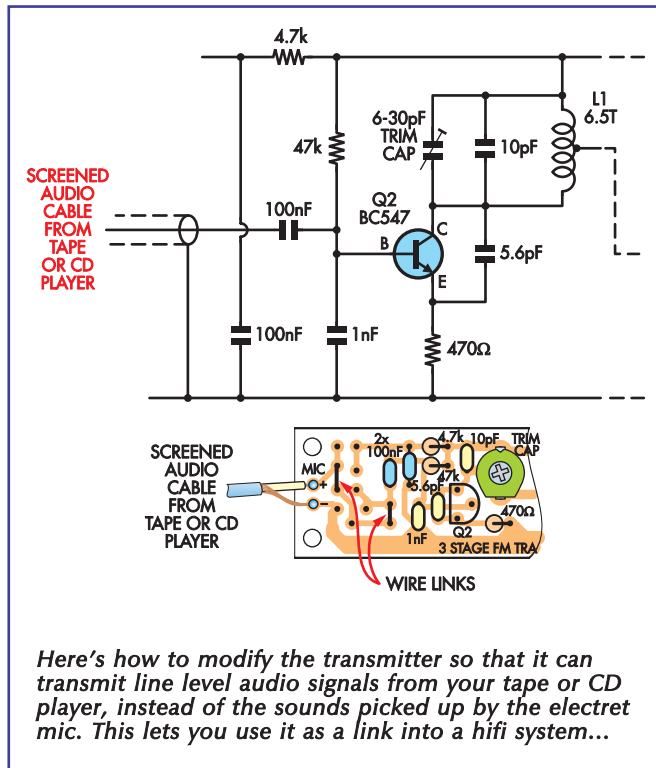 4.7k
47k
6-30pF
TRIM
CAP
10pF
L1
6.5T
SCREENED
AUDIO
CABLE
FROM
TAPE
OR CD
PLAYER
100nF
Q2
BC547
B
C
E
5.6pF
100nF
1nF
470Ω
SCREENED
AUDIO
CABLE
FROM
TAPE OR CD
PLAYER
MIC
+
–
2x
100nF
4.7k
10pF
TRIM
CAP
47k
5.6pF
470Ω
1nF
Q2
3 STAGE FM TRA
WIRE LINKS
Here's how to modify the transmitter so that it can
transmit line level audio signals from your tape or CD
player, instead of the sounds picked up by the electret
mic. This lets you use it as a link into a hifi system...